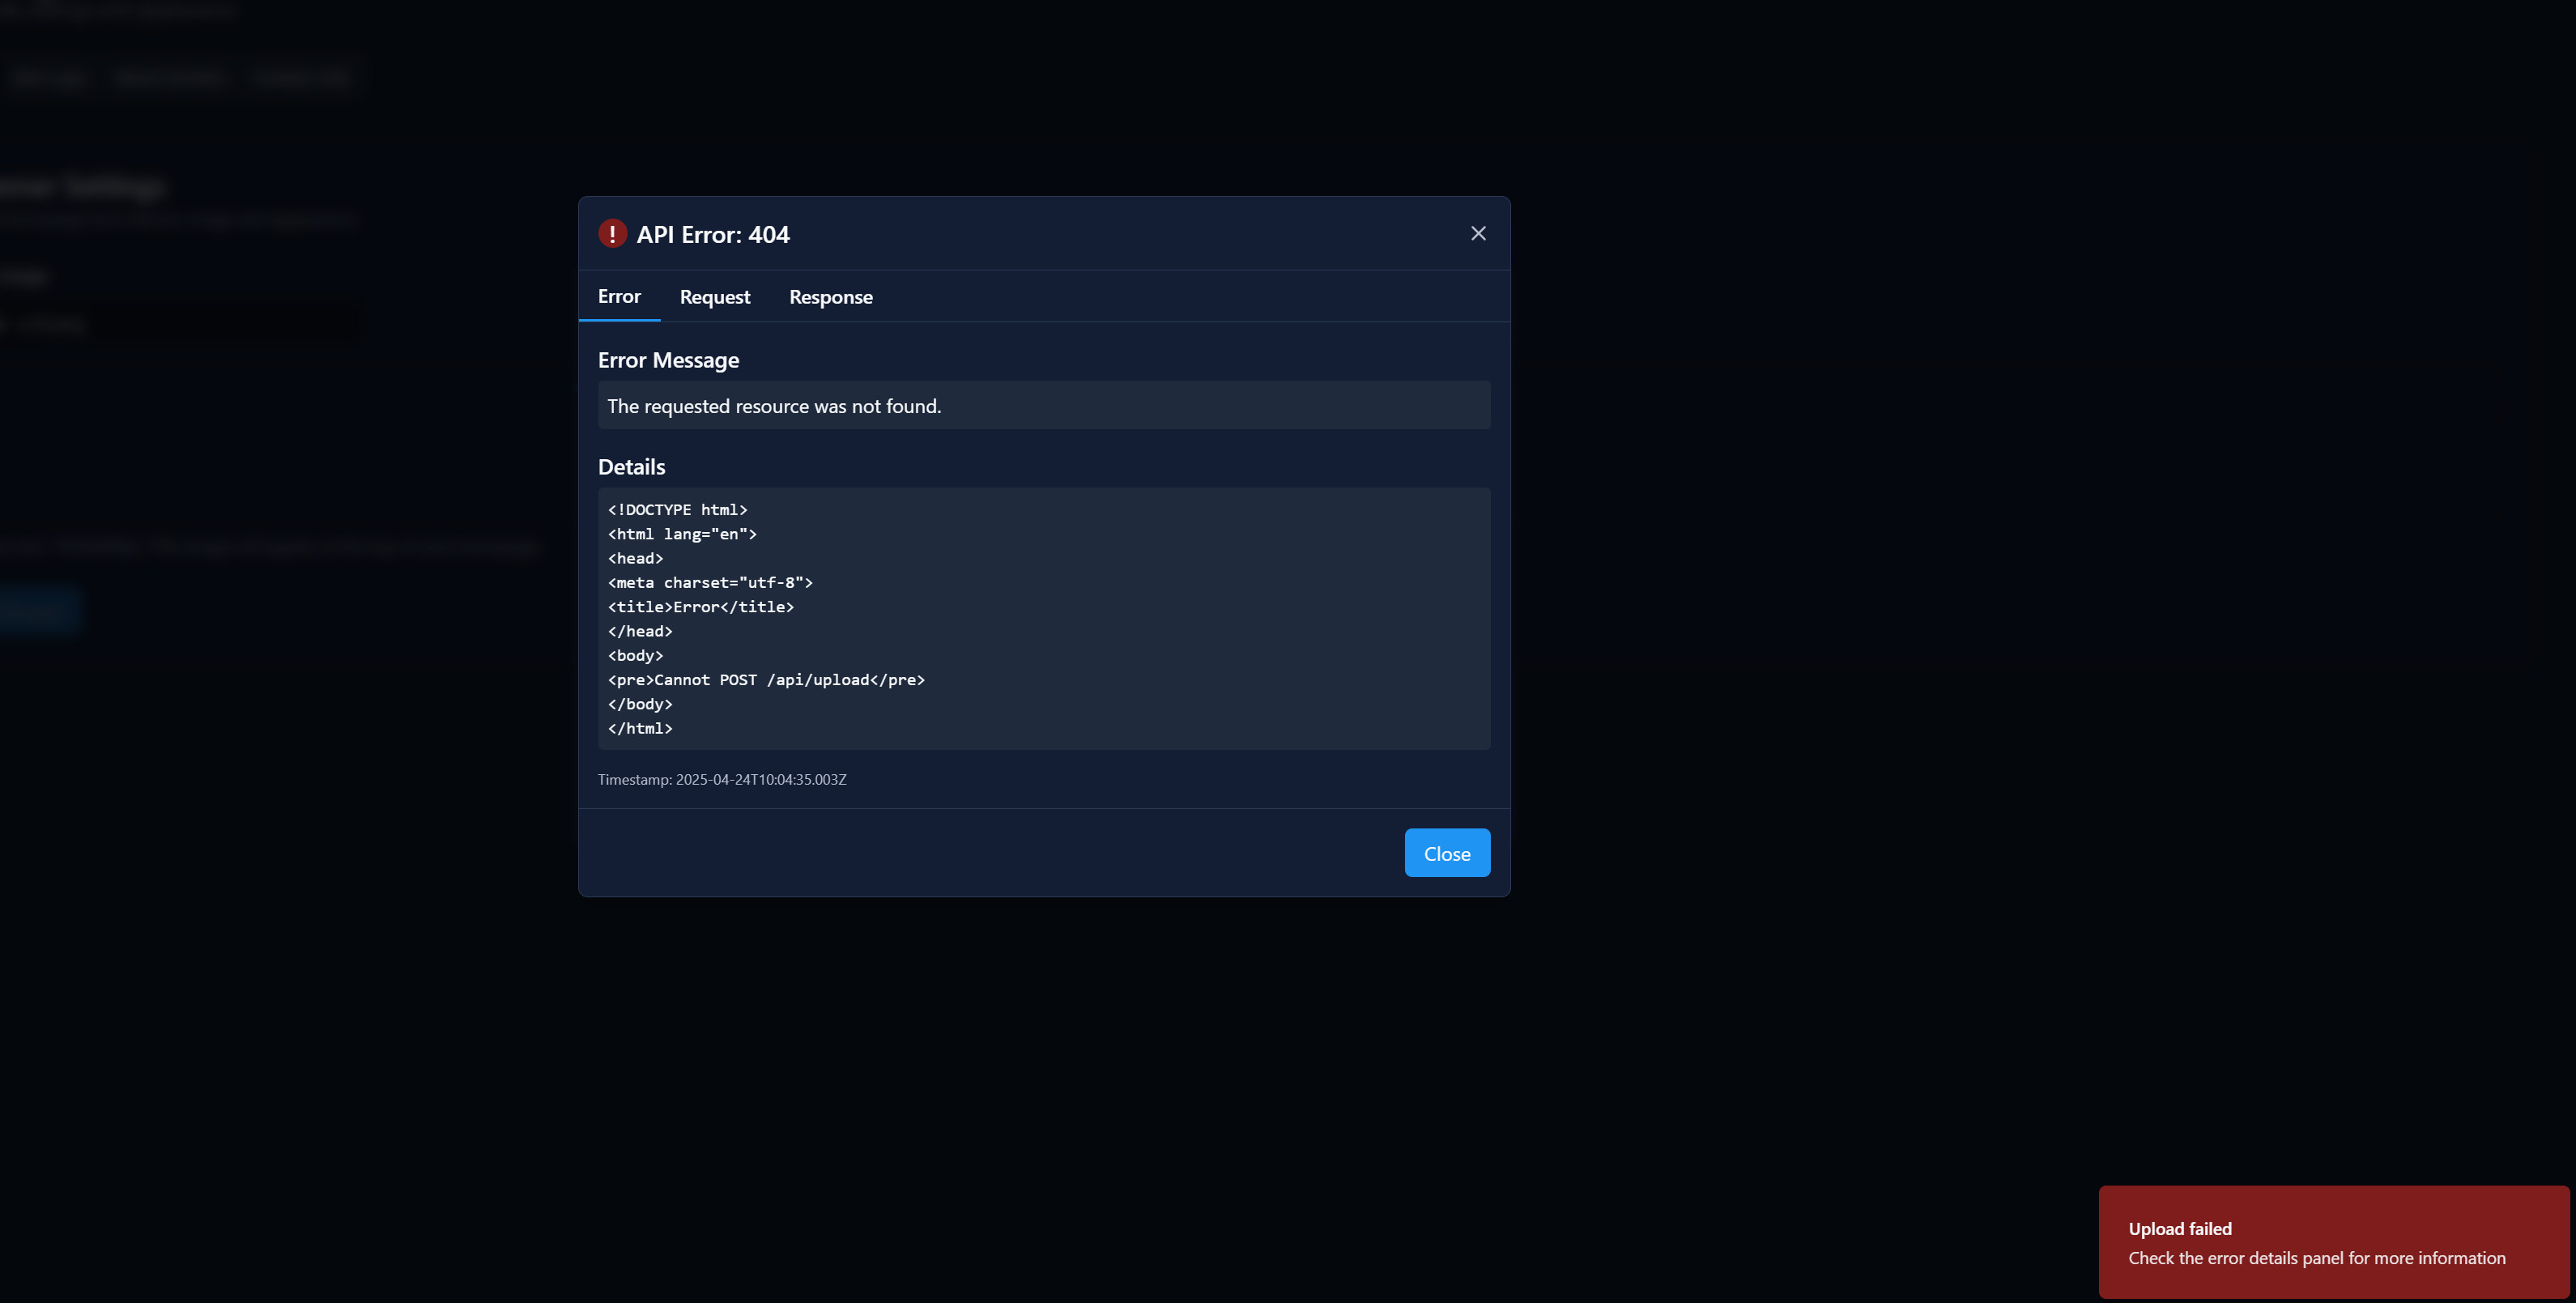 API Error: 404
Error Request Response
Error Message
The requested resource was not found.
Details
<!DOCTYPE html>
<html lang="en">
<head>
<meta charset="utf-8">
<title>Error</title>
</head>
<body>
<pre>Cannot POST /api/upload</pre>
</body>
</html>
Timestamp: 2025-04-24T10:04:35.003Z
Close
Upload failed
Check the error details panel for more information